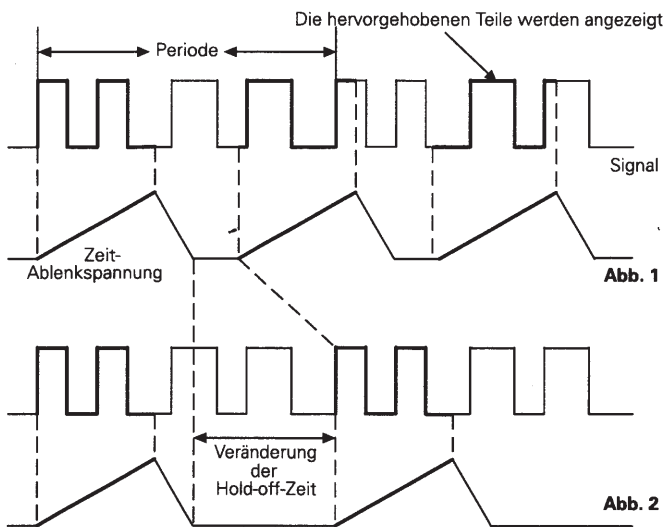 Die hervorgehobenen Teile werden angezeigt
Periode
Signal
Zeit-
Ablenkspannung
Abb. 1
Veränderung
der
Hold-off-Zeit
Abb. 2